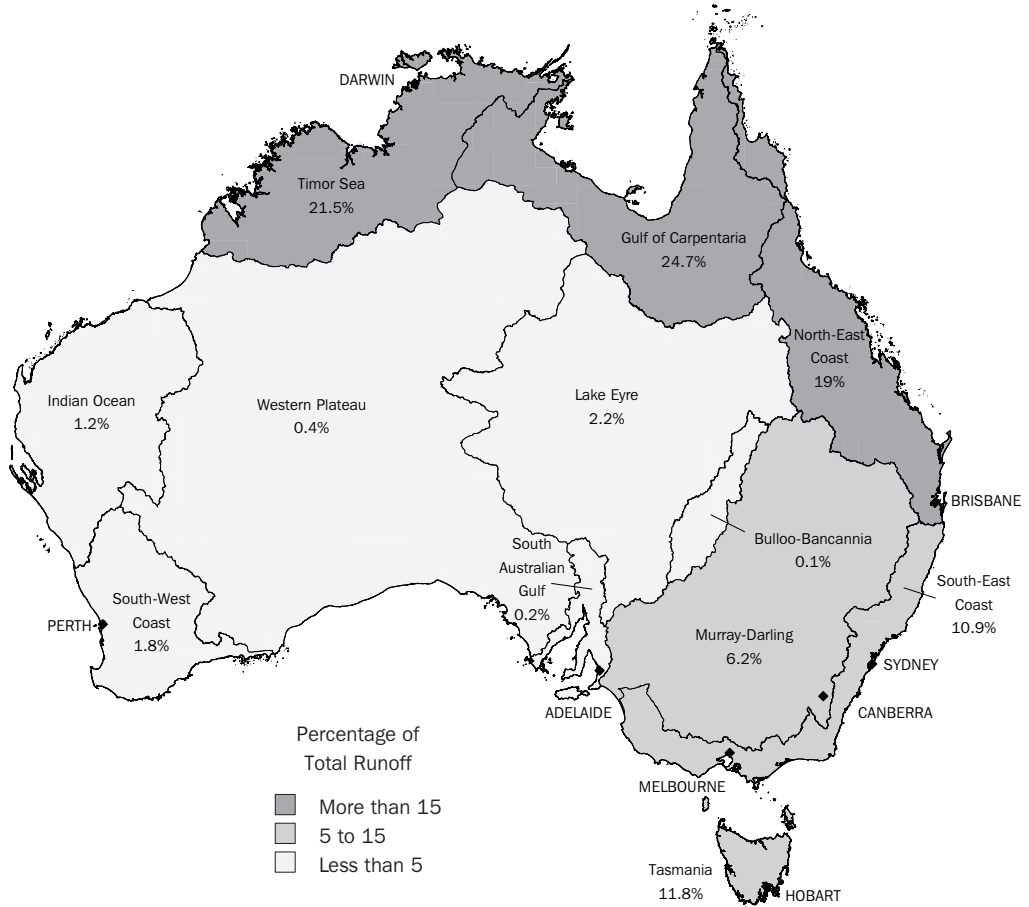 DARWIN
Timor Sea
21.5%
Gulf of Carpentaria
24.7%
North-East
Coast
19%
Indian Ocean
1.2%
Western Plateau
0.4%
Lake Eyre
2.2%
BRISBANE
Bulloo-Bancannia
0.1%
South
Australian
Gulf
0.2%
South-East
Coast
10.9%
South-West
Coast
1.8%
PERTH
Murray-Darling
6.2%
SYDNEY
ADELAIDE
CANBERRA
MELBOURNE
Tasmania
11.8%
HOBART
Percentage of
Total Runoff
More than 15
5 to 15
Less than 5